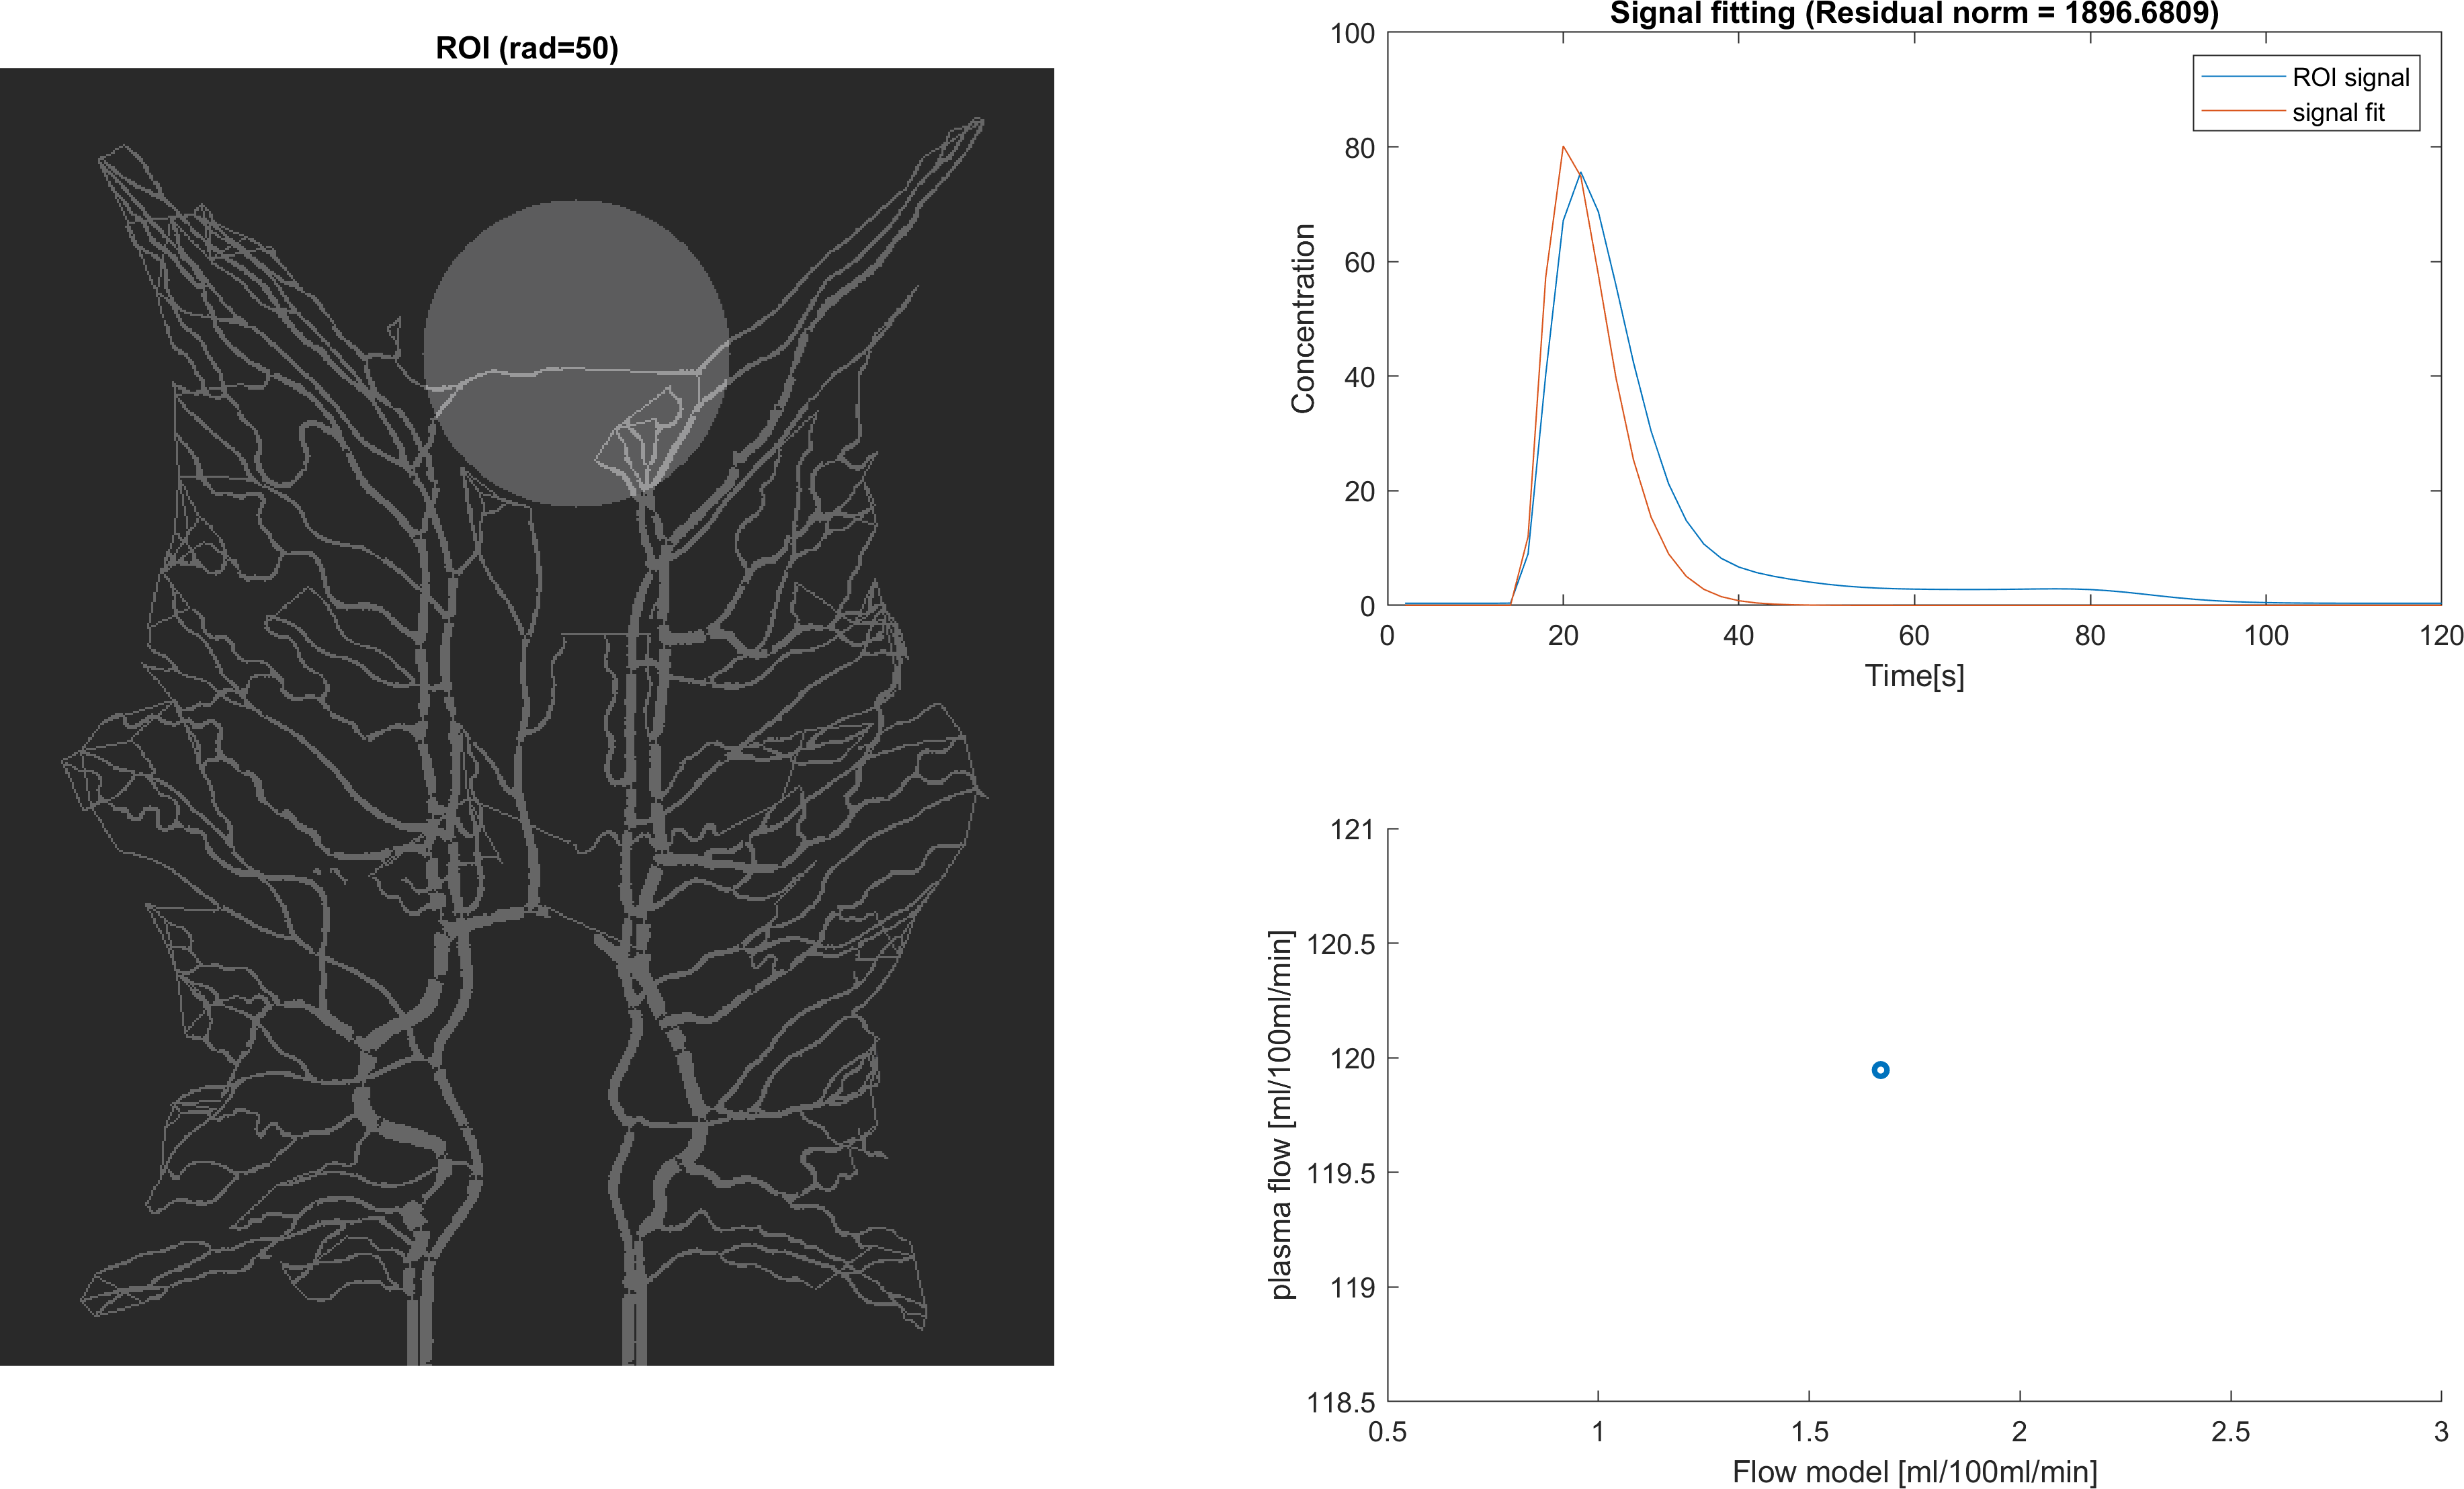 ROI (rad=50)
Signal fitting (Residual norm = 1896.6809)
100
80
60
40
20
0
Concentration
ROI signal
signal fit
0 20 40 60 80 100 120
Time[s]
121
120.5
120
119.5
119
118.5
plasma flow [ml/100ml/min]
0.5 1 1.5 2 2.5 3
Flow model [ml/100ml/min]